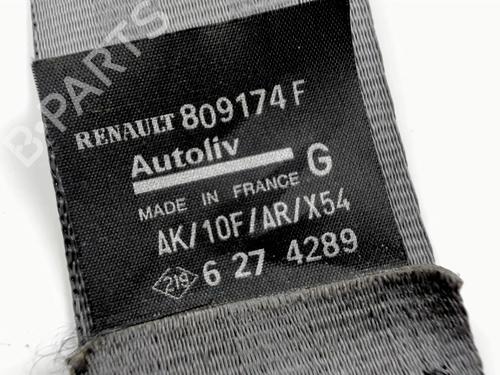 RENAULT 809174 F
Autoliv
G
MADE IN FRANCE
AK/10F/AR/X54
219 6 27 4289
B-PARTS